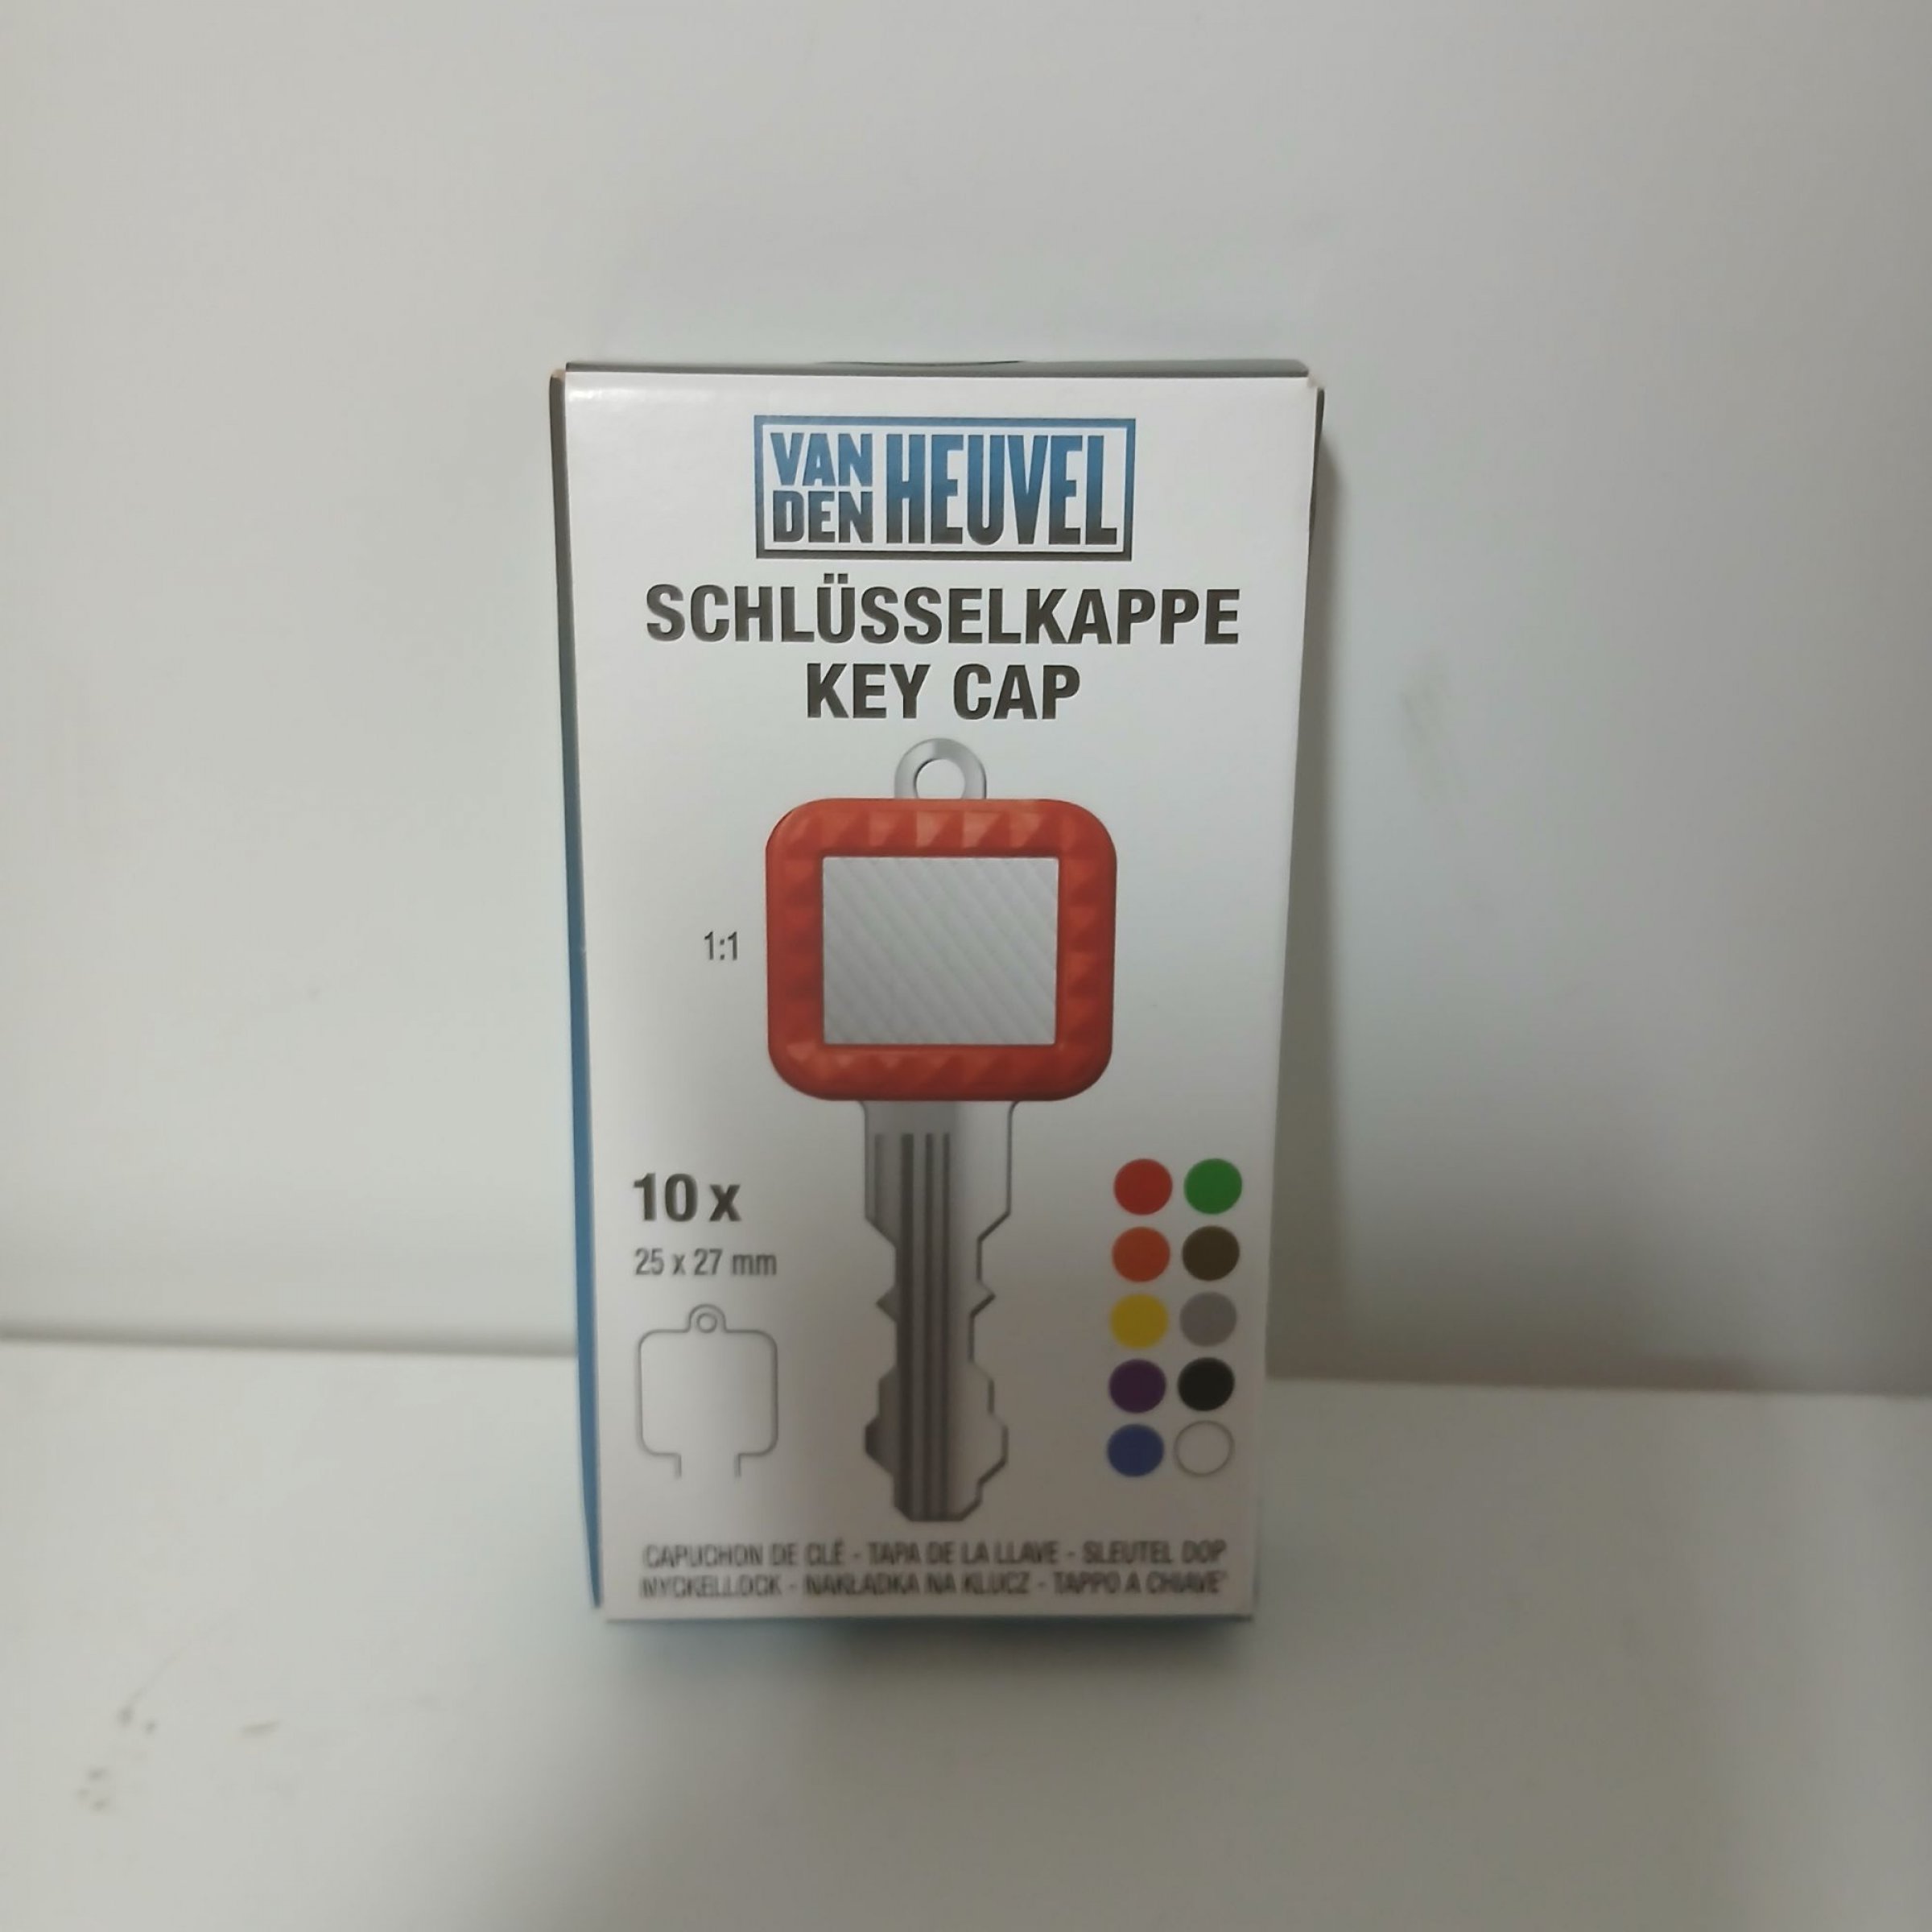 VAN DEN HEUVEL
SCHLÜSSELKAPPE
KEY CAP
1:1
10 x
25 x 27 mm
CAPUCHON DE CLÉ - TAPA DE LA LLAVE - SLEUTEL DOP
NYCKELLOCK - NAKŁADKA NA KLUCZ - TAPPO A CHIAVE